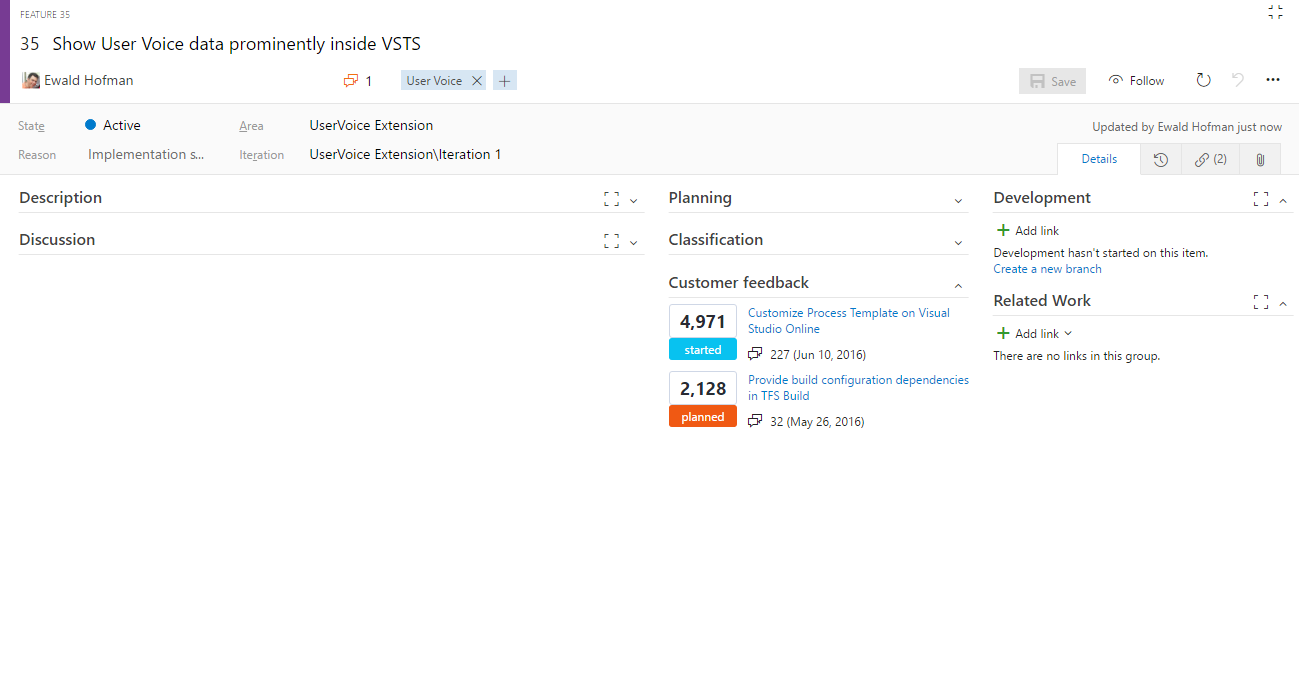 FEATURE 35
35 Show User Voice data prominently inside VSTS
Ewald Hofman 1 User Voice Save Follow
State Active Area UserVoice Extension Updated by Ewald Hofman just now
Reason Implementation s... Iteration UserVoice Extension\Iteration 1
Details (2)
Description
Discussion
Planning
Classification
Customer feedback
4,971
started
Customize Process Template on Visual
Studio Online
227 (Jun 10, 2016)
2,128
planned
Provide build configuration dependencies
in TFS Build
32 (May 26, 2016)
Development
Add link
Development hasn't started on this item.
Create a new branch
Related Work
Add link
There are no links in this group.